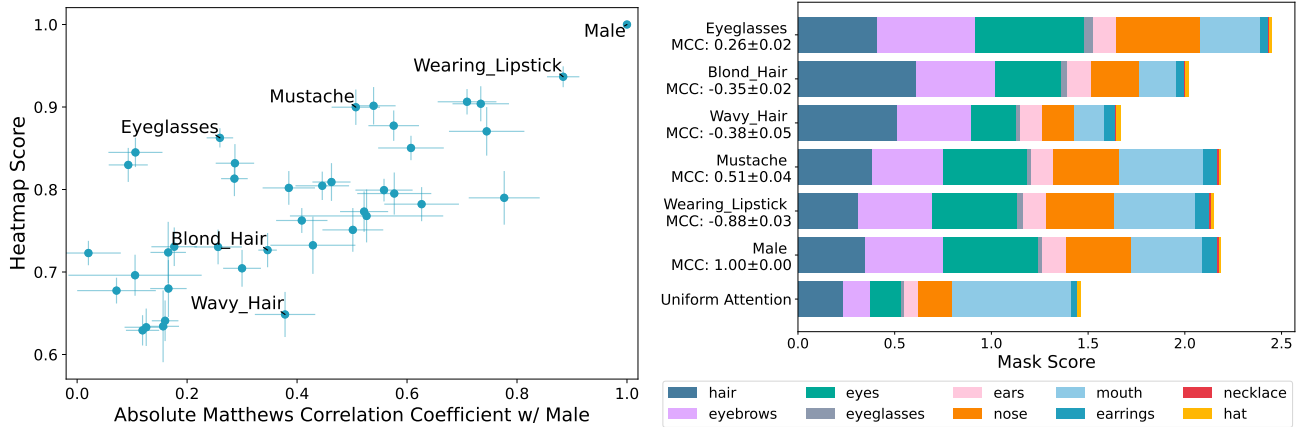 1.0
0.9
0.8
0.7
0.6
Heatmap Score
Male
Wearing_Lipstick
Mustache
Eyeglasses
Blond_Hair
Wavy_Hair
0.0
0.2
0.4
0.6
0.8
1.0
Absolute Matthews Correlation Coefficient w/ Male
Eyeglasses
MCC: 0.26±0.02
Blond_Hair
MCC: -0.35±0.02
Wavy_Hair
MCC: -0.38±0.05
Mustache
MCC: 0.51±0.04
Wearing_Lipstick
MCC: -0.88±0.03
Male
MCC: 1.00±0.00
Uniform Attention
0.0
0.5
1.0
1.5
2.0
2.5
Mask Score
hair
eyes
ears
mouth
necklace
eyebrows
eyeglasses
nose
earrings
hat